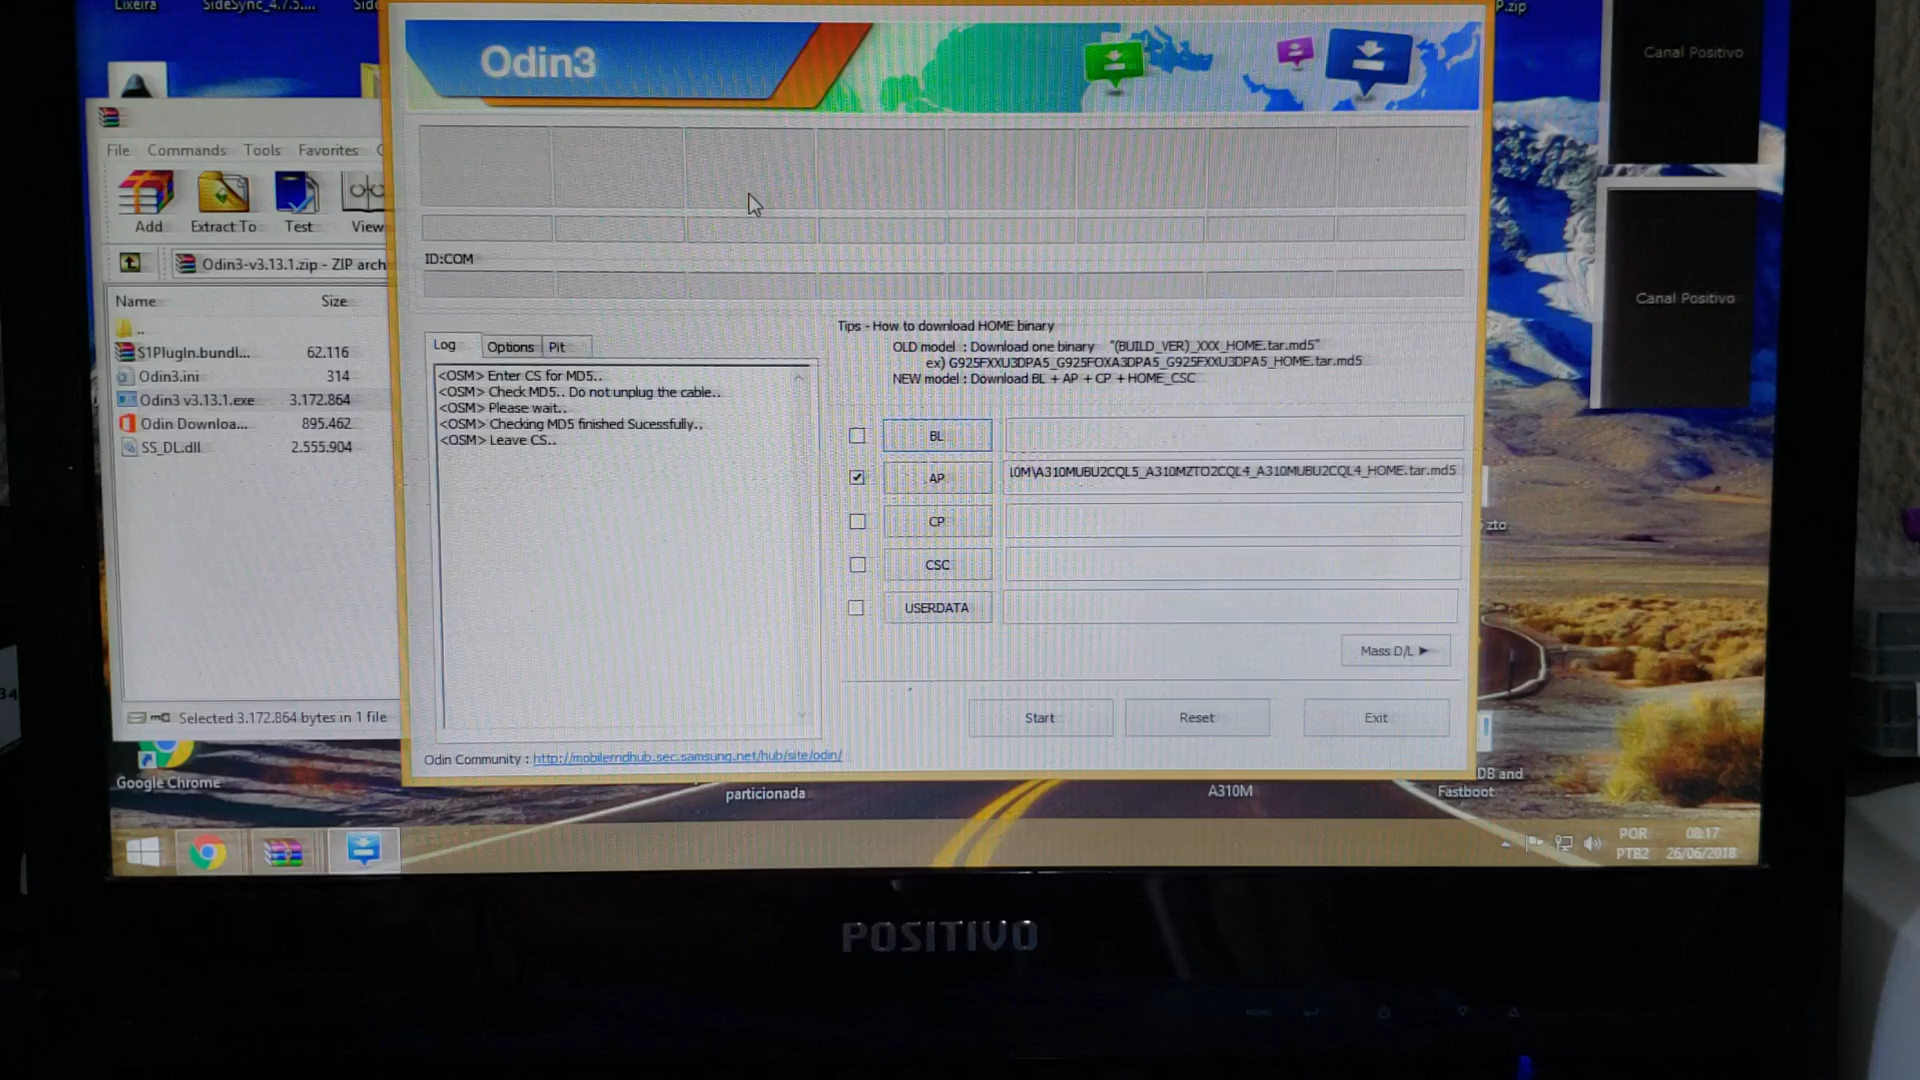 Lixeira
SideSync_4.7.5....
P.zip
Canal Positivo
Odin3
File Commands Tools Favorites
Add Extract To Test View
Odin3-v3.13.1.zip - ZIP arch
ID:COM
Name Size
..
S1PlugIn.bundl... 62.116
Odin3.ini 314
Odin3 v3.13.1.exe 3.172.864
Odin Downloa... 895.462
SS_DL.dll 2.555.904
Selected 3.172.864 bytes in 1 file
Log Options Pit
<OSM> Enter CS for MD5..
<OSM> Check MD5.. Do not unplug the cable..
<OSM> Please wait..
<OSM> Checking MD5 finished Sucessfully..
<OSM> Leave CS..
Tips - How to download HOME binary
OLD model : Download one binary "(BUILD_VER)_XXX_HOME.tar.md5"
ex) G925FXXU3DPA5_G925FOXA3DPA5_G925FXXU3DPA5_HOME.tar.md5
NEW model : Download BL + AP + CP + HOME_CSC
BL
AP 10M\A310MUBU2CQL5_A310MZTO2CQL4_A310MUBU2CQL4_HOME.tar.md5
CP
CSC
USERDATA
Mass D/L
Start Reset Exit
Odin Community : http://mobilerndhub.sec.samsung.net/hub/site/odin/
Canal Positivo
zto
Google Chrome
particionada
A310M
DB and
Fastboot
POR 08:17
PTB2 26/06/2018
POSITIVO
MENU
34